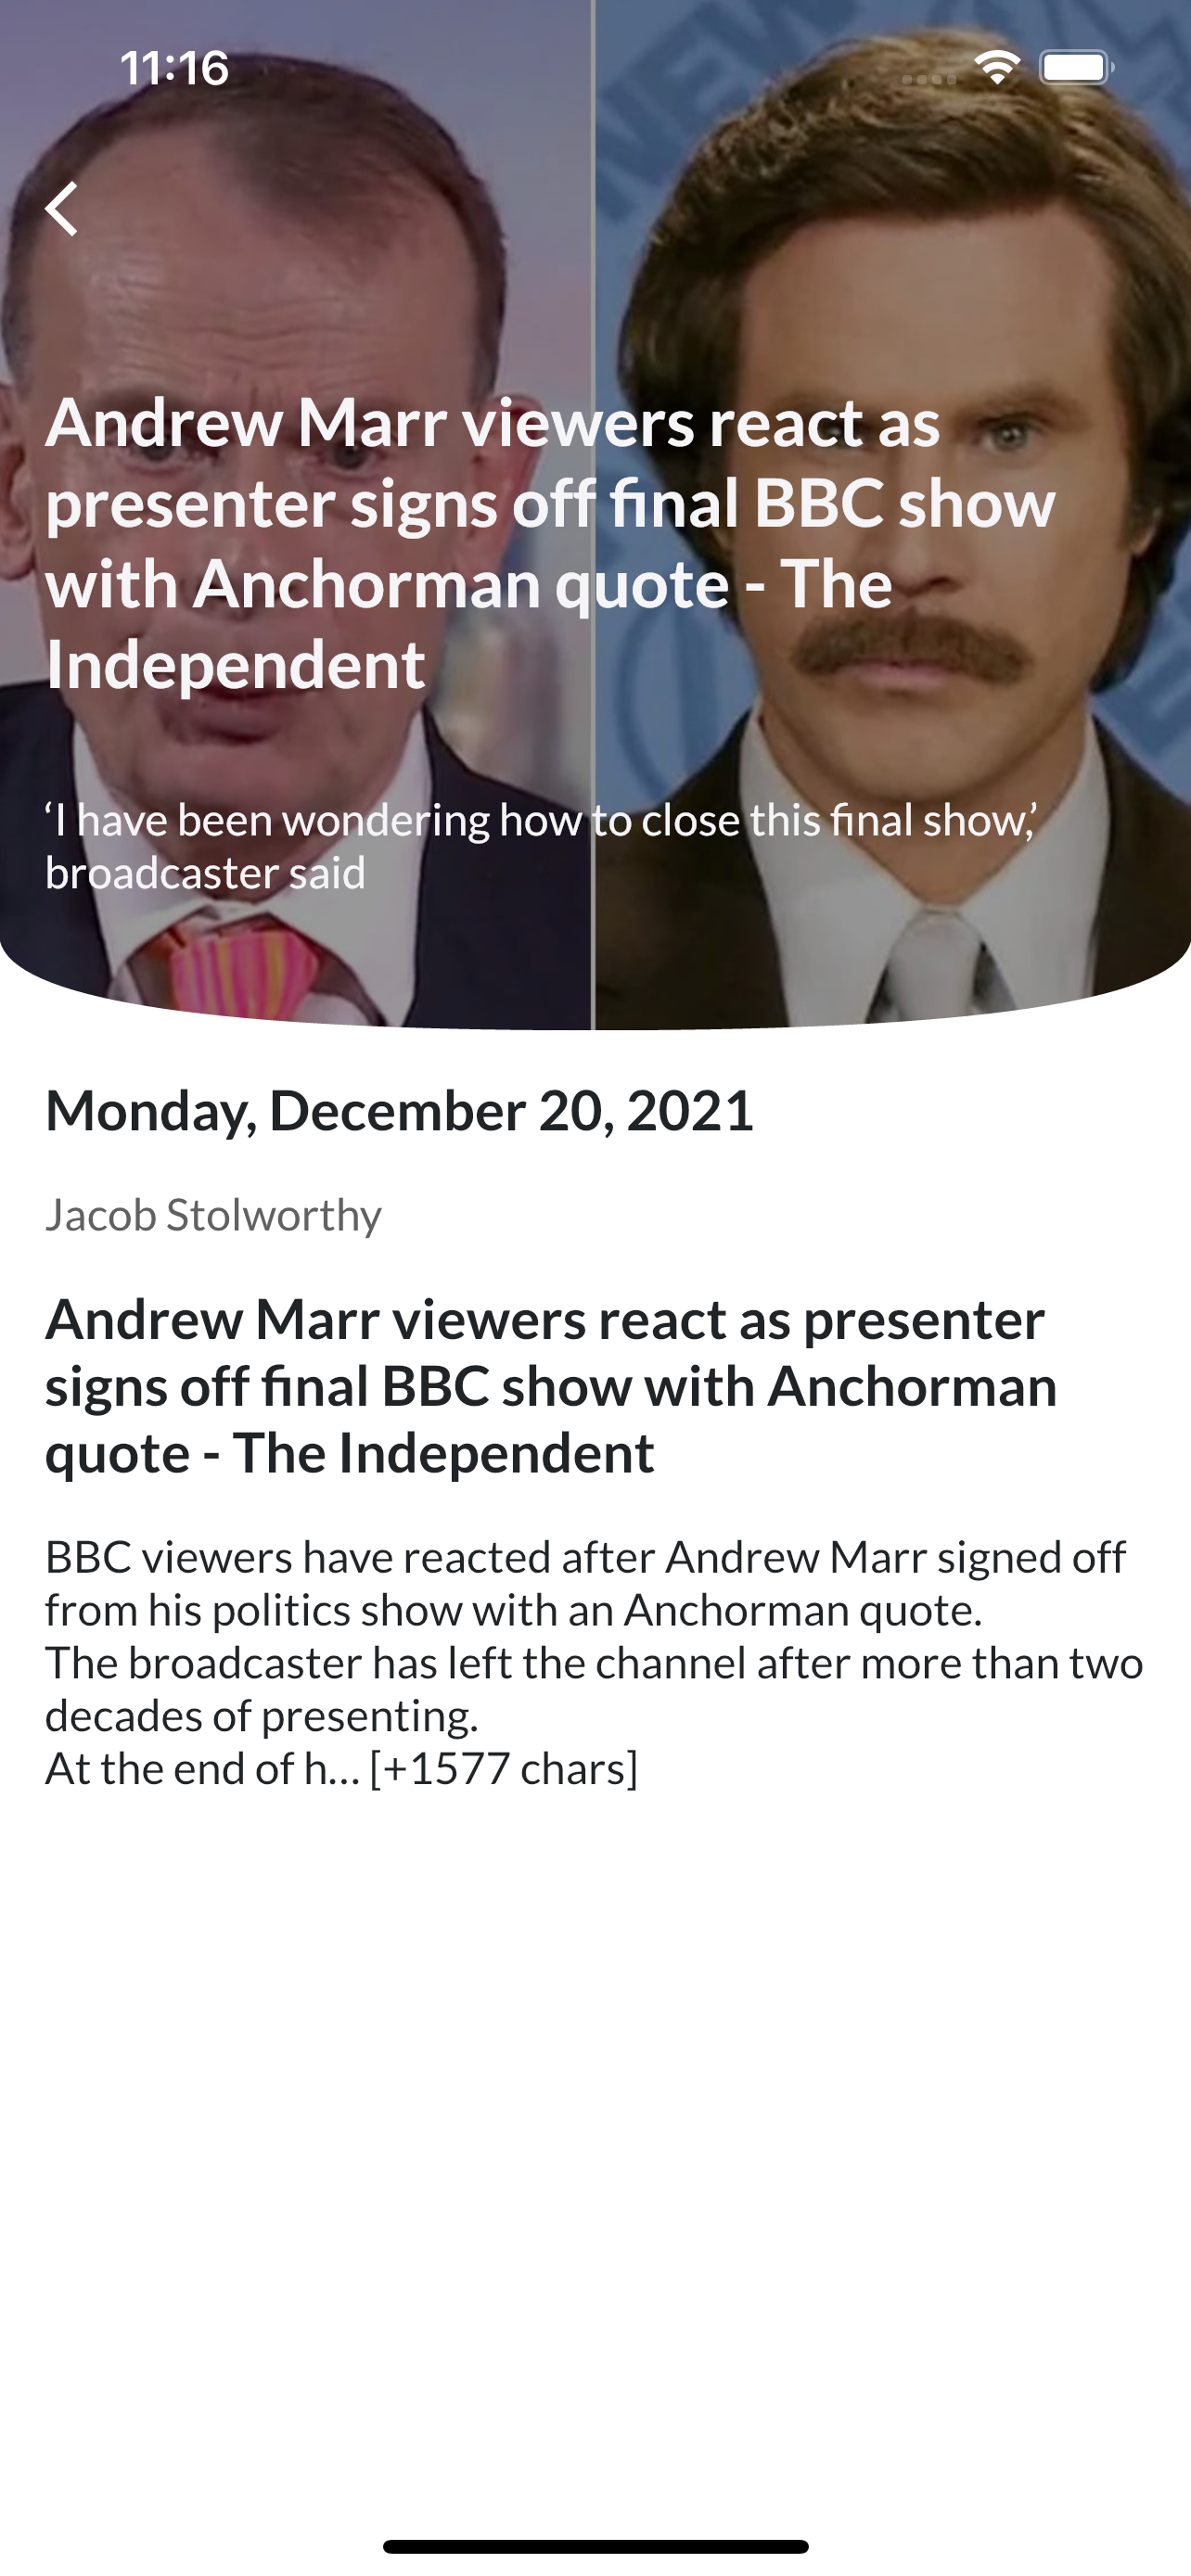 11:16
Andrew Marr viewers react as
presenter signs off final BBC show
with Anchorman quote - The
Independent
‘I have been wondering how to close this final show,’
broadcaster said
Monday, December 20, 2021
Jacob Stolworthy
Andrew Marr viewers react as presenter
signs off final BBC show with Anchorman
quote - The Independent
BBC viewers have reacted after Andrew Marr signed off
from his politics show with an Anchorman quote.
The broadcaster has left the channel after more than two
decades of presenting.
At the end of h… [+1577 chars]